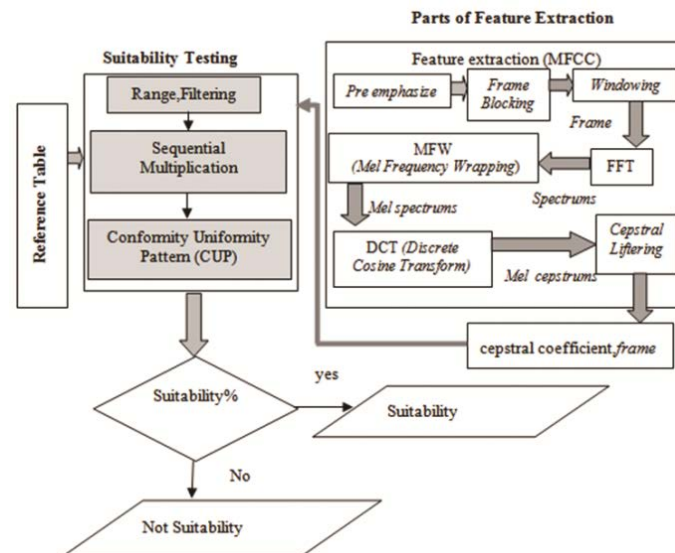 Parts of Feature Extraction
Suitability Testing
Feature extraction (MFCC)
Range,Filtering
Pre emphasize
Frame
Blocking
Windowing
Frame
Reference Table
Sequential
Multiplication
MFW
(Mel Frequency Wrapping)
FFT
Spectrums
Mel spectrums
Conformity Uniformity
Pattern (CUP)
DCT (Discrete
Cosine Transform)
Cepstral
Liftering
Mel cepstrums
cepstral coefficient,frame
Suitability%
yes
Suitability
No
Not Suitability